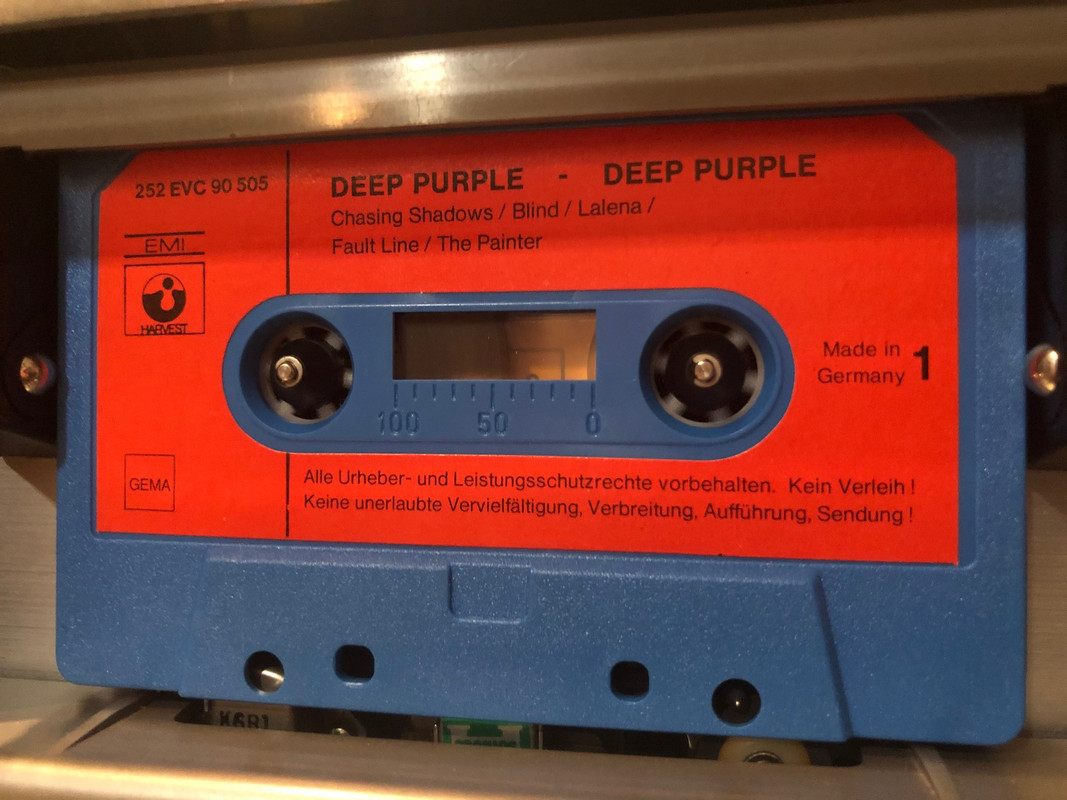 252 EVC 90 505
EMI
HARVEST
DEEP PURPLE - DEEP PURPLE
Chasing Shadows / Blind / Lalena /
Fault Line / The Painter
100 50 0
Made in
Germany
1
GEMA
Alle Urheber- und Leistungsschutzrechte vorbehalten. Kein Verleih !
Keine unerlaubte Vervielfältigung, Verbreitung, Aufführung, Sendung !